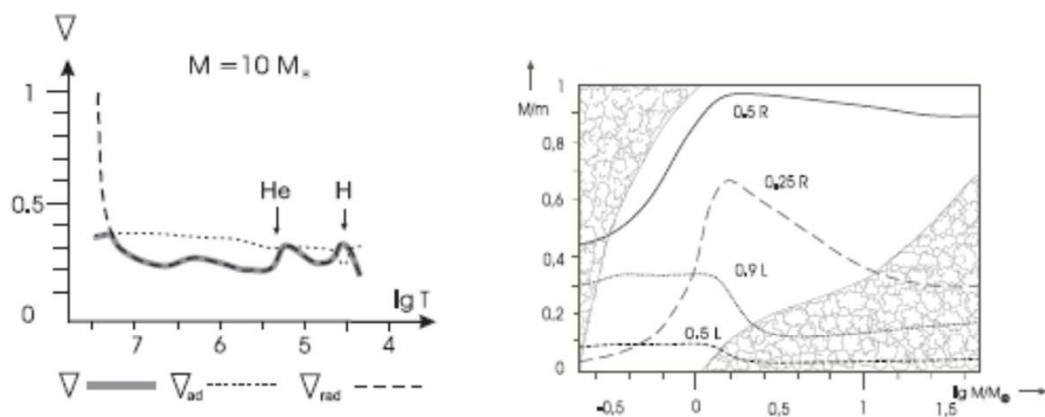 ∇
M = 10 M*
1
0.5
0
He
H
7
6
5
4
lg T
∇
∇ad
∇rad
M/m
1
0,8
0,6
0,4
0,2
0
0.5 R
0.25 R
0.9 L
0.5 L
-0,5
0
0,5
1
1,5
lg M/M⊙